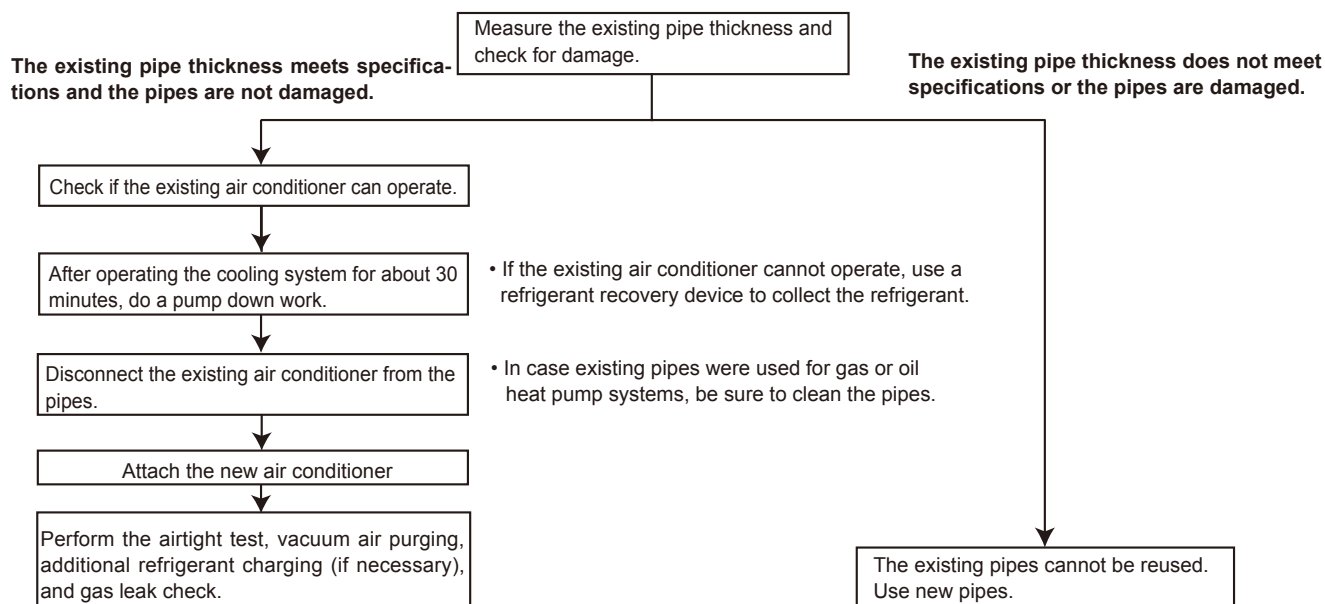 Measure the existing pipe thickness and
check for damage.
The existing pipe thickness meets specifica-
tions and the pipes are not damaged.
The existing pipe thickness does not meet
specifications or the pipes are damaged.
Check if the existing air conditioner can operate.
After operating the cooling system for about 30
minutes, do a pump down work.
• If the existing air conditioner cannot operate, use a
refrigerant recovery device to collect the refrigerant.
Disconnect the existing air conditioner from the
pipes.
• In case existing pipes were used for gas or oil
heat pump systems, be sure to clean the pipes.
Attach the new air conditioner
Perform the airtight test, vacuum air purging,
additional refrigerant charging (if necessary),
and gas leak check.
The existing pipes cannot be reused.
Use new pipes.